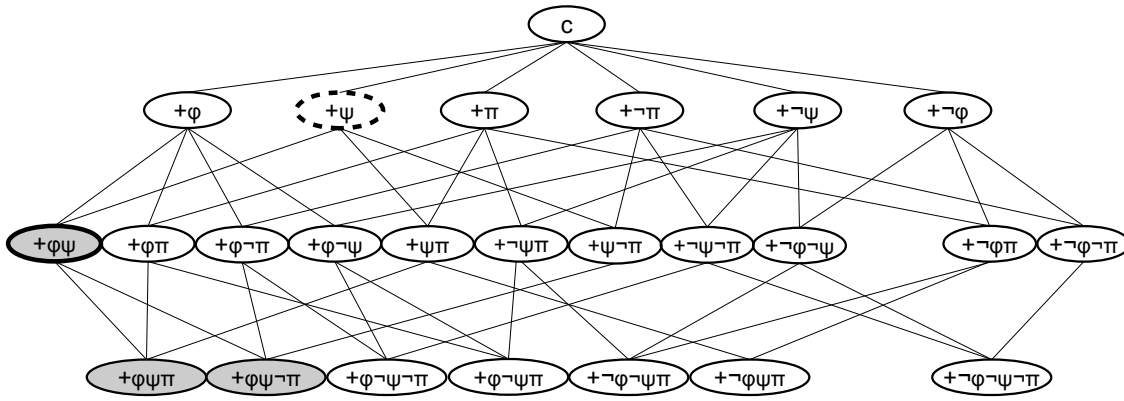 c
+φ +ψ +π +¬π +¬ψ +¬φ
+φψ +φπ +φ¬π +φ¬ψ +ψπ +¬ψπ +ψ¬π +¬ψ¬π +¬φ¬ψ +¬φπ +¬φ¬π
+φψπ +φψ¬π +φ¬ψ¬π +φ¬ψπ +¬φ¬ψπ +¬φψπ +¬φ¬ψ¬π